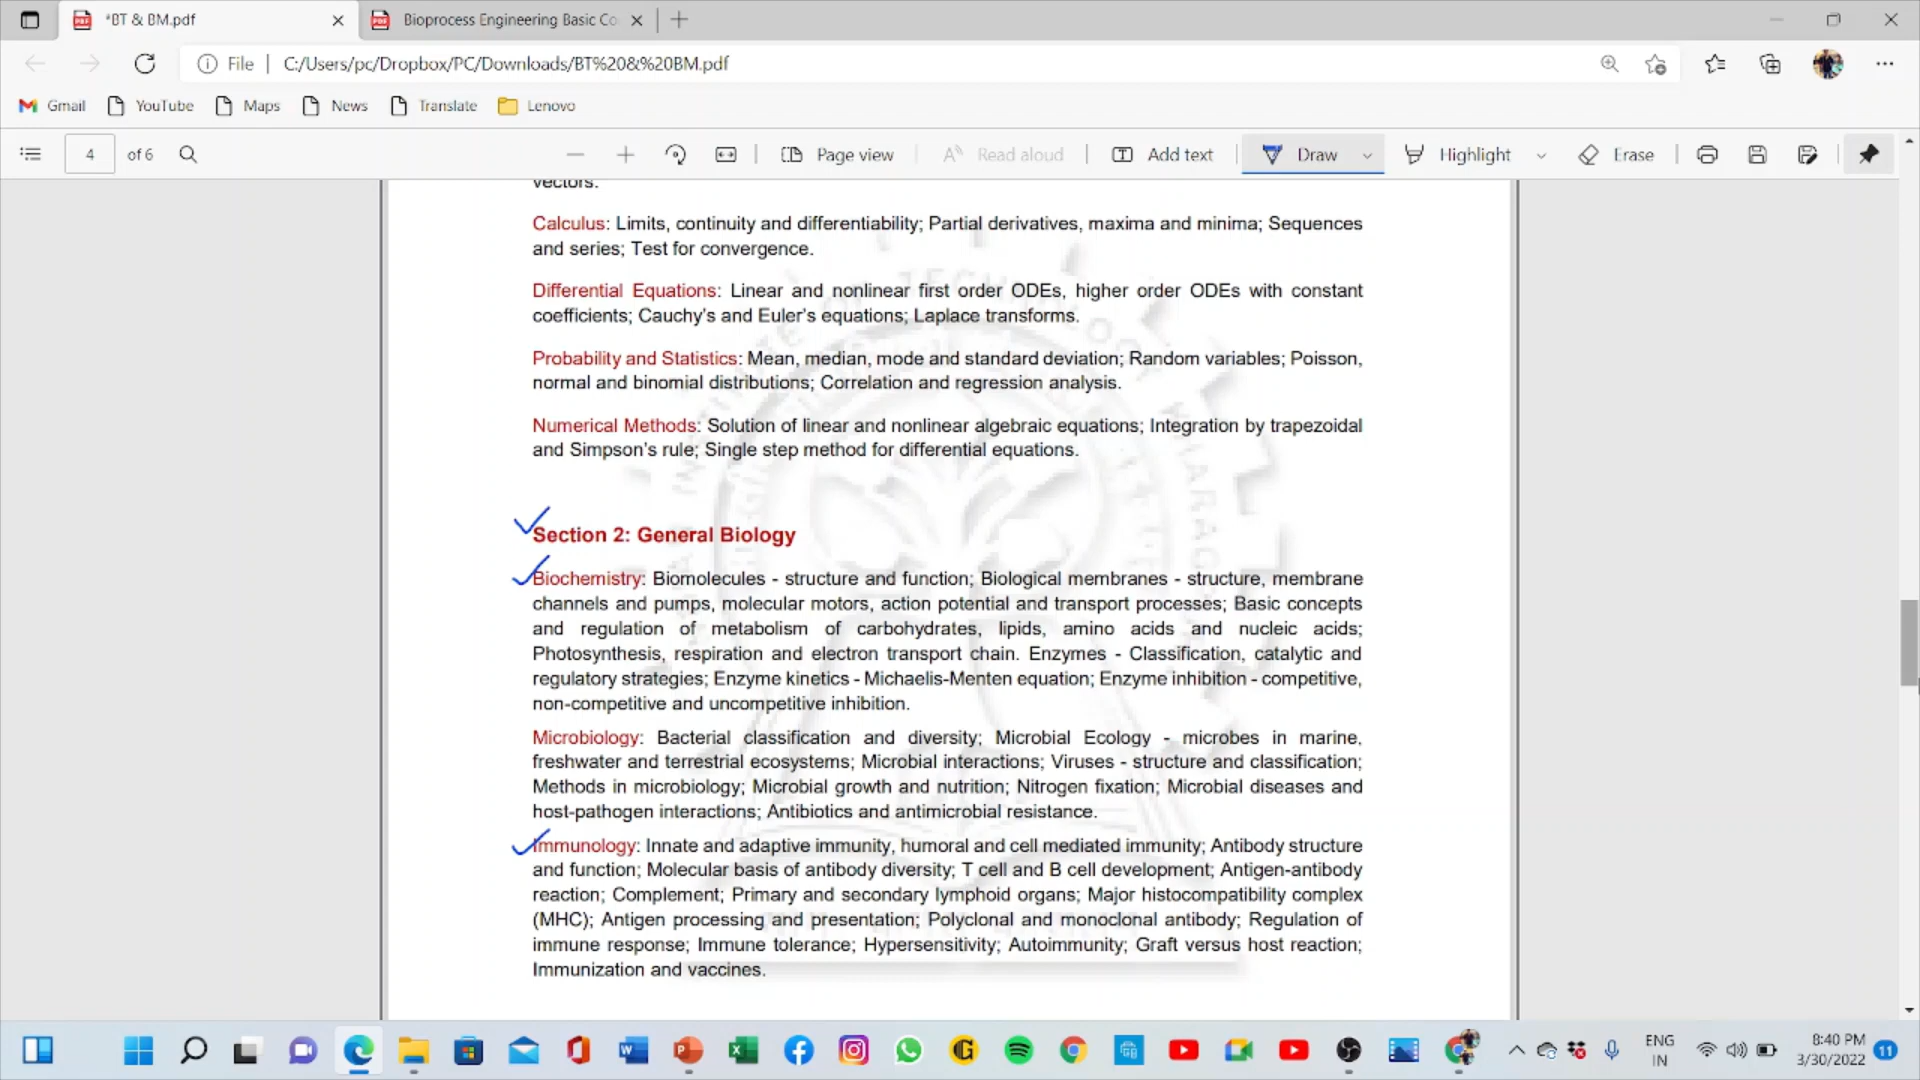 *BT & BM.pdf
Bioprocess Engineering Basic Co
File
C:/Users/pc/Dropbox/PC/Downloads/BT%20&%20BM.pdf
Gmail
YouTube
Maps
News
Translate
Lenovo
4
of 6
Page view
Read aloud
Add text
Draw
Highlight
Erase
vectors.
Calculus: Limits, continuity and differentiability; Partial derivatives, maxima and minima; Sequences
and series; Test for convergence.
Differential Equations: Linear and nonlinear first order ODEs, higher order ODEs with constant
coefficients; Cauchy's and Euler's equations; Laplace transforms.
Probability and Statistics: Mean, median, mode and standard deviation; Random variables; Poisson,
normal and binomial distributions; Correlation and regression analysis.
Numerical Methods: Solution of linear and nonlinear algebraic equations; Integration by trapezoidal
and Simpson's rule; Single step method for differential equations.
Section 2: General Biology
Biochemistry: Biomolecules - structure and function; Biological membranes - structure, membrane
channels and pumps, molecular motors, action potential and transport processes; Basic concepts
and regulation of metabolism of carbohydrates, lipids, amino acids and nucleic acids;
Photosynthesis, respiration and electron transport chain. Enzymes - Classification, catalytic and
regulatory strategies; Enzyme kinetics - Michaelis-Menten equation; Enzyme inhibition - competitive,
non-competitive and uncompetitive inhibition.
Microbiology: Bacterial classification and diversity; Microbial Ecology - microbes in marine,
freshwater and terrestrial ecosystems; Microbial interactions; Viruses - structure and classification;
Methods in microbiology; Microbial growth and nutrition; Nitrogen fixation; Microbial diseases and
host-pathogen interactions; Antibiotics and antimicrobial resistance.
Immunology: Innate and adaptive immunity, humoral and cell mediated immunity; Antibody structure
and function; Molecular basis of antibody diversity; T cell and B cell development; Antigen-antibody
reaction; Complement; Primary and secondary lymphoid organs; Major histocompatibility complex
(MHC); Antigen processing and presentation; Polyclonal and monoclonal antibody; Regulation of
immune response; Immune tolerance; Hypersensitivity; Autoimmunity; Graft versus host reaction;
Immunization and vaccines.
ENG
IN
8:40 PM
3/30/2022
11